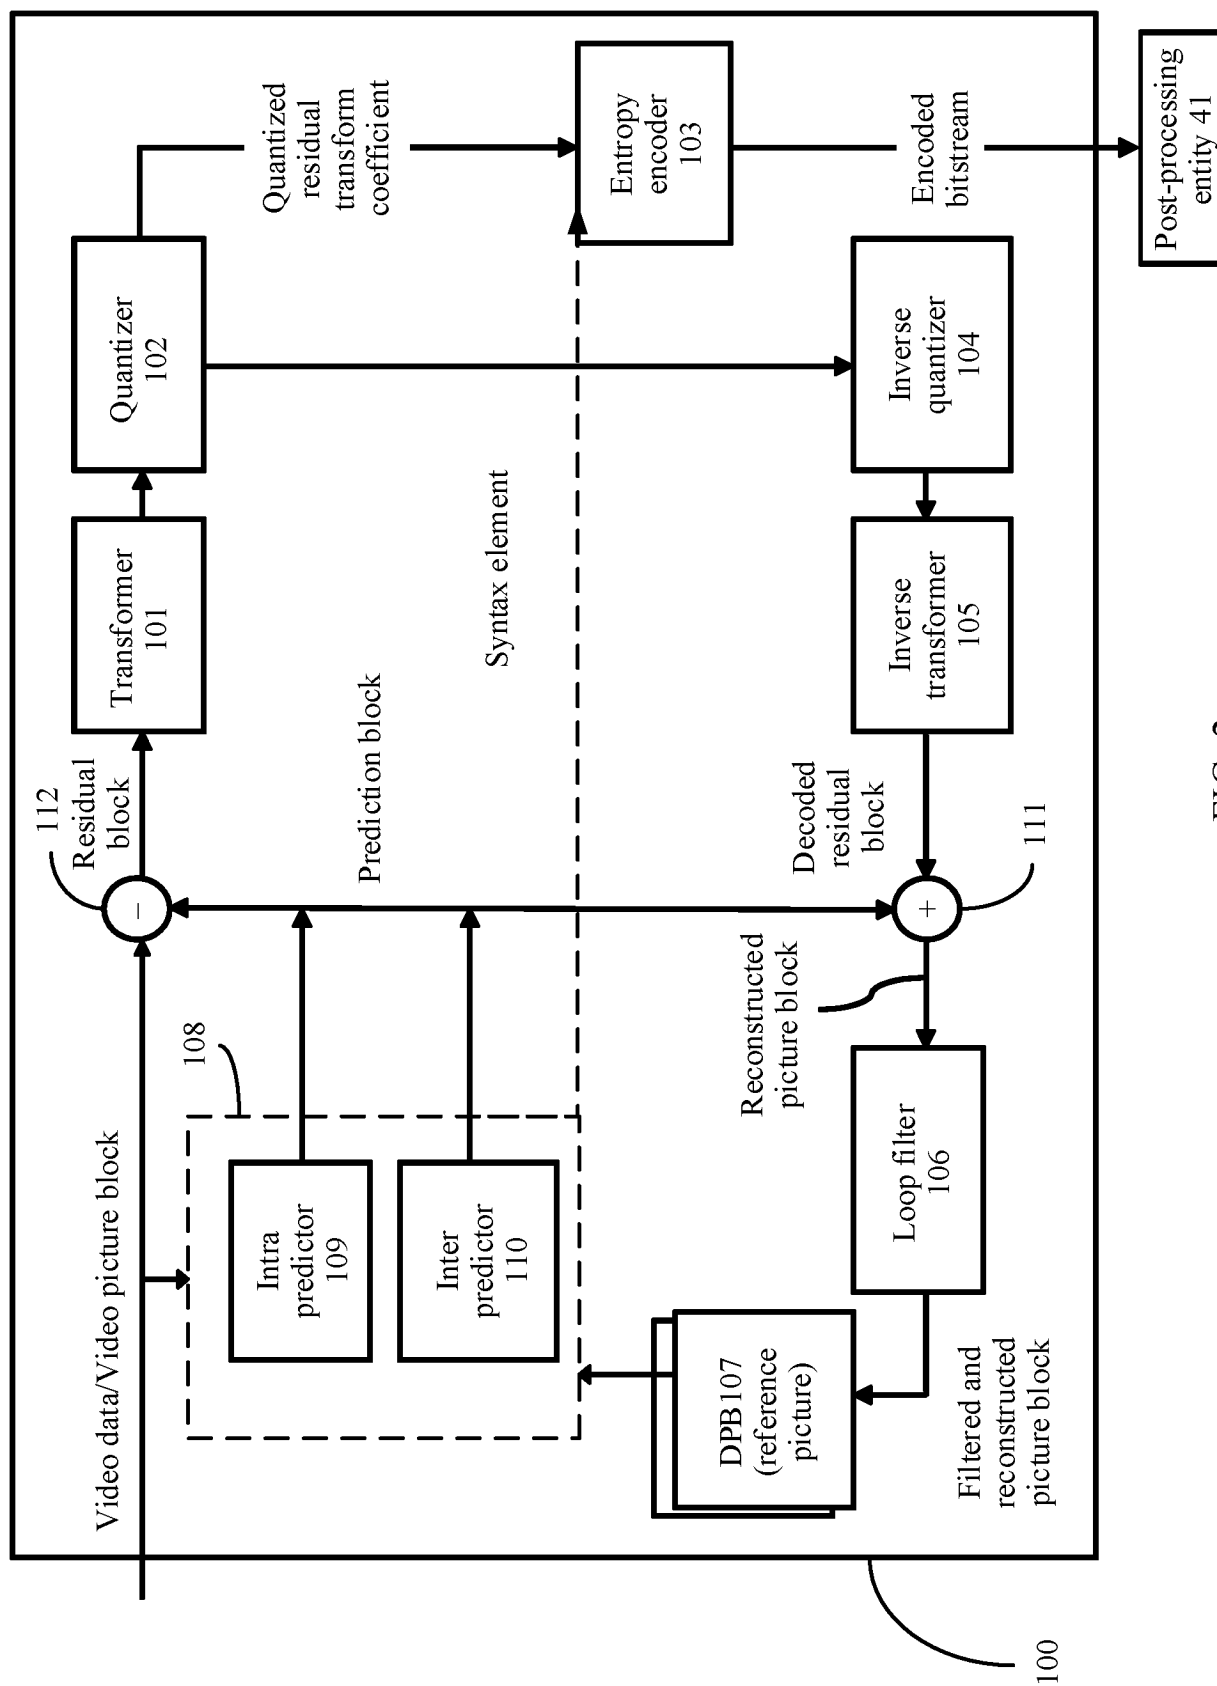 112
Residual
block
Transformer
101
Quantizer
102
Quantized
residual
transform
coefficient
Video data/Video picture block
108
Intra
predictor
109
Inter
predictor
110
Prediction block
Syntax element
Entropy
encoder
103
Encoded
bitstream
Post-processing
entity 41
DPB107
(reference
picture)
Filtered and
reconstructed
picture block
Loop filter
106
Reconstructed
picture block
−
+
111
Decoded
residual
block
Inverse
transformer
105
Inverse
quantizer
104
100